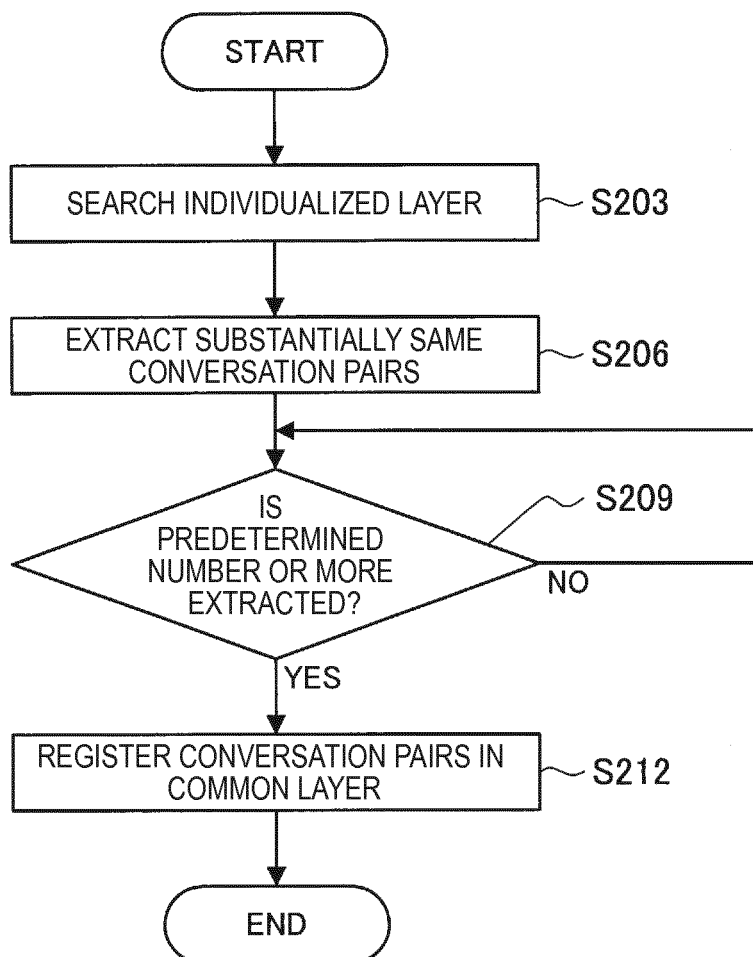 START
SEARCH INDIVIDUALIZED LAYER
S203
EXTRACT SUBSTANTIALLY SAME
CONVERSATION PAIRS
S206
IS
PREDETERMINED
NUMBER OR MORE
EXTRACTED?
S209
NO
YES
REGISTER CONVERSATION PAIRS IN
COMMON LAYER
S212
END